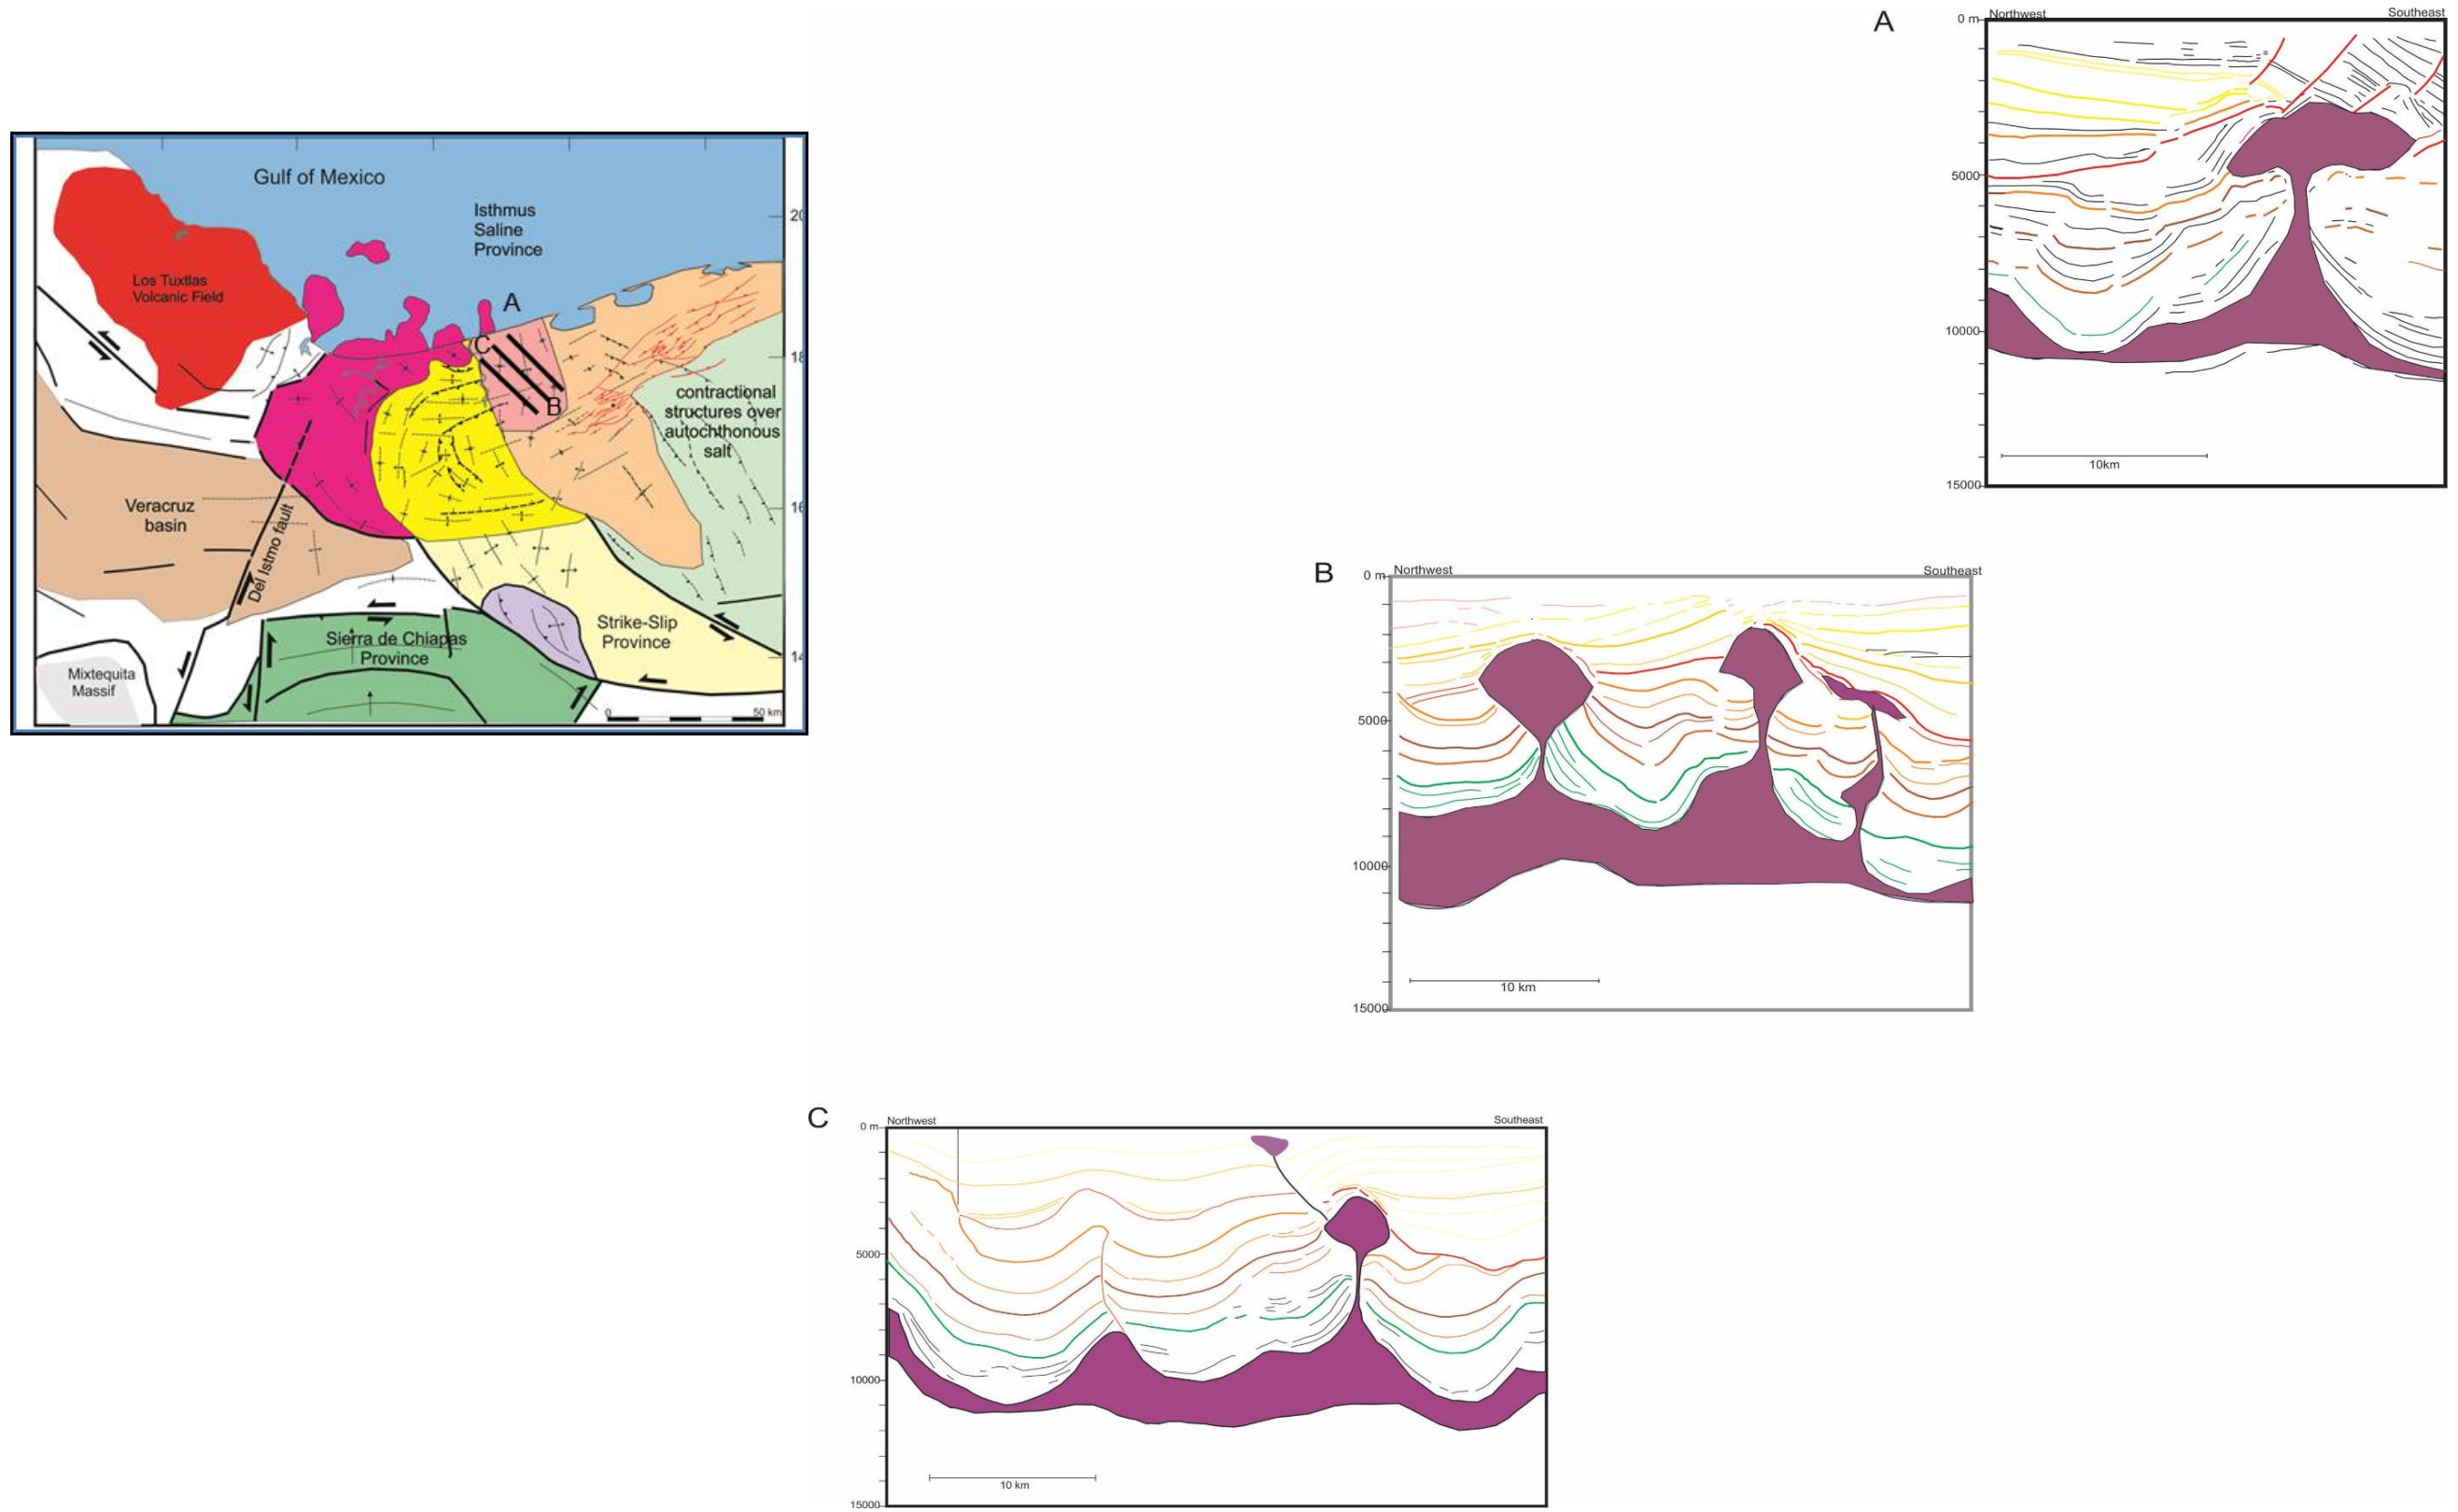 Gulf of Mexico
Isthmus
Saline
Province
Los Tuxtlas
Volcanic Field
A
C
B
contractional
structures over
autochthonous
salt
Veracruz
basin
Del Istmo fault
Sierra de Chiapas
Province
Strike-Slip
Province
Mixtequita
Massif
0
50 km
20
18
16
14
A
Northwest
Southeast
0 m
5000
10000
15000
10km
B
Northwest
Southeast
0 m
5000
10000
15000
10 km
C
Northwest
Southeast
0 m
5000
10000
15000
10 km